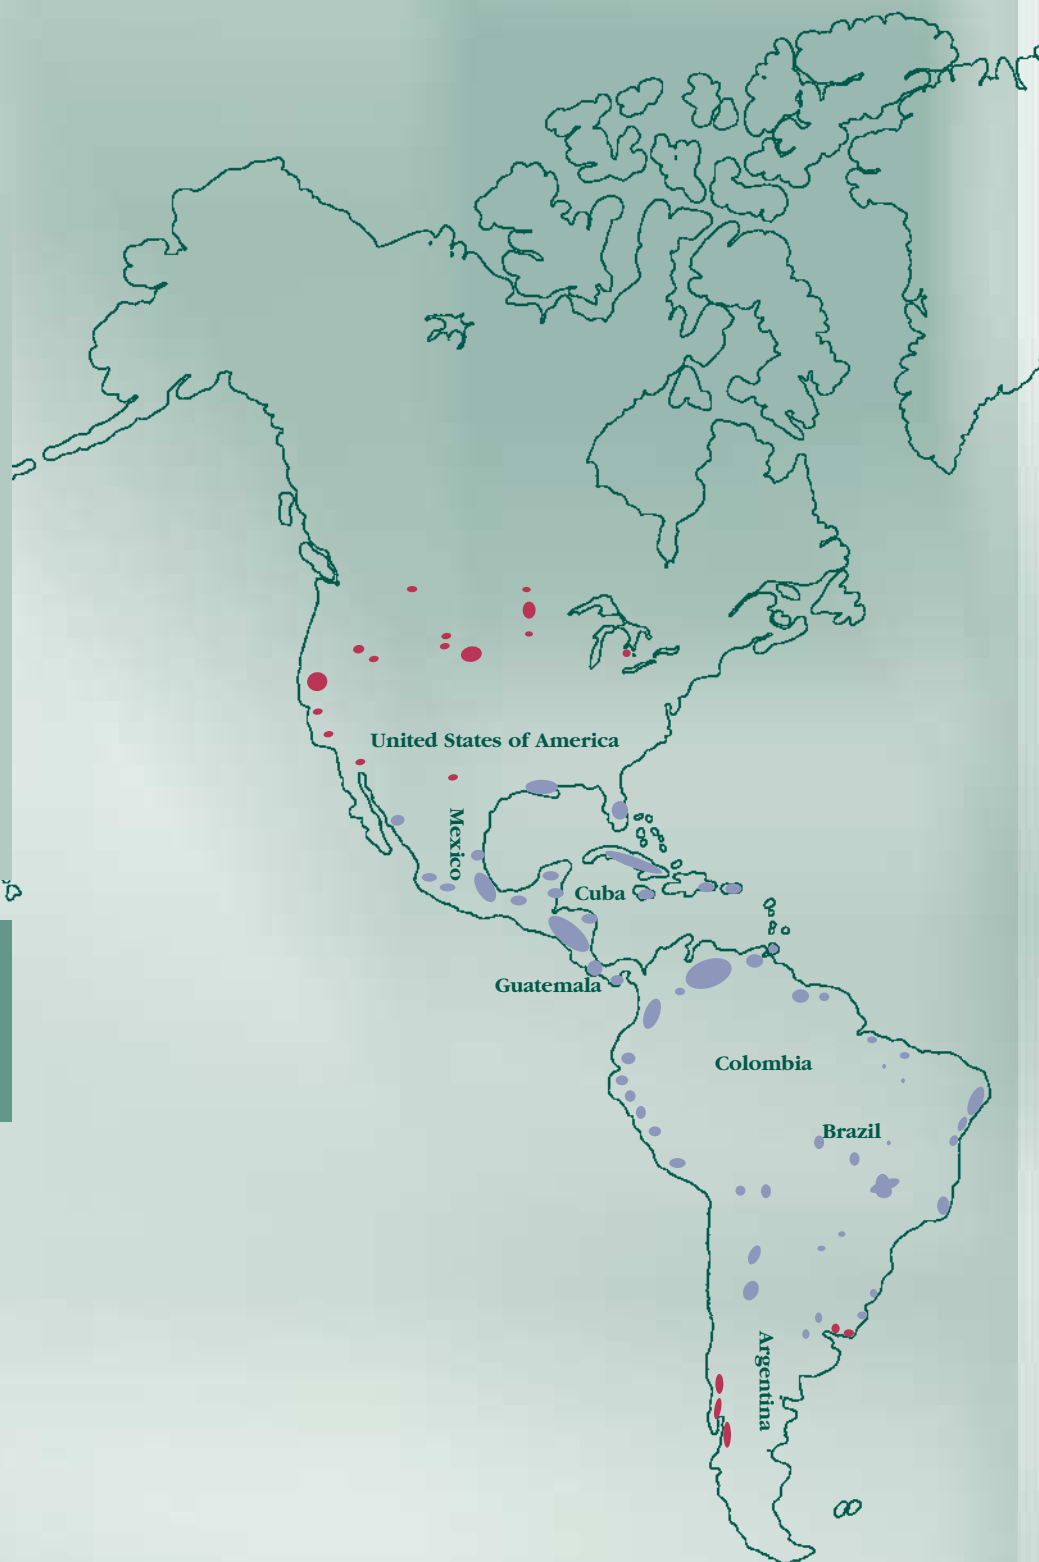 United States of America
Mexico
Cuba
Guatemala
Colombia
Brazil
Argentina